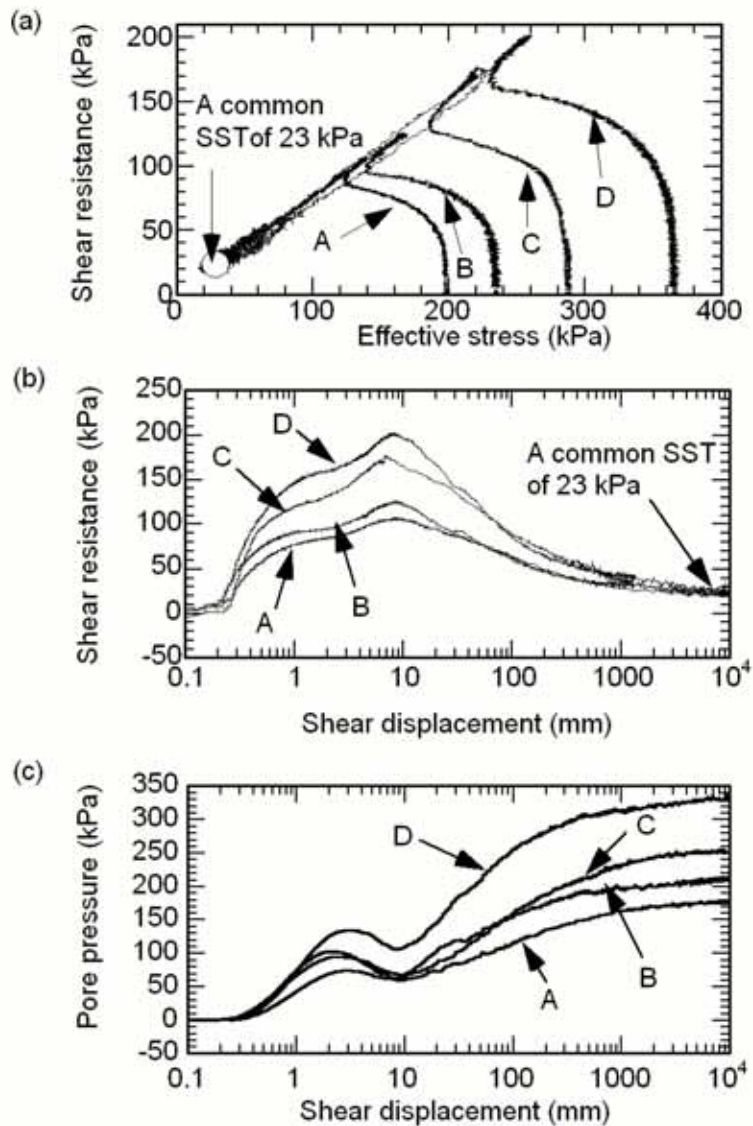 (a)
Shear resistance (kPa)
200
150
100
50
0
A common
SSTof 23 kPa
A
B
C
D
0
100
200
300
400
Effective stress (kPa)
(b)
Shear resistance (kPa)
250
200
150
100
50
0
-50
D
C
A
B
A common SST
of 23 kPa
0.1
1
10
100
1000
10⁴
Shear displacement (mm)
(c)
Pore pressure (kPa)
350
300
250
200
150
100
50
0
-50
D
C
B
A
0.1
1
10
100
1000
10⁴
Shear displacement (mm)